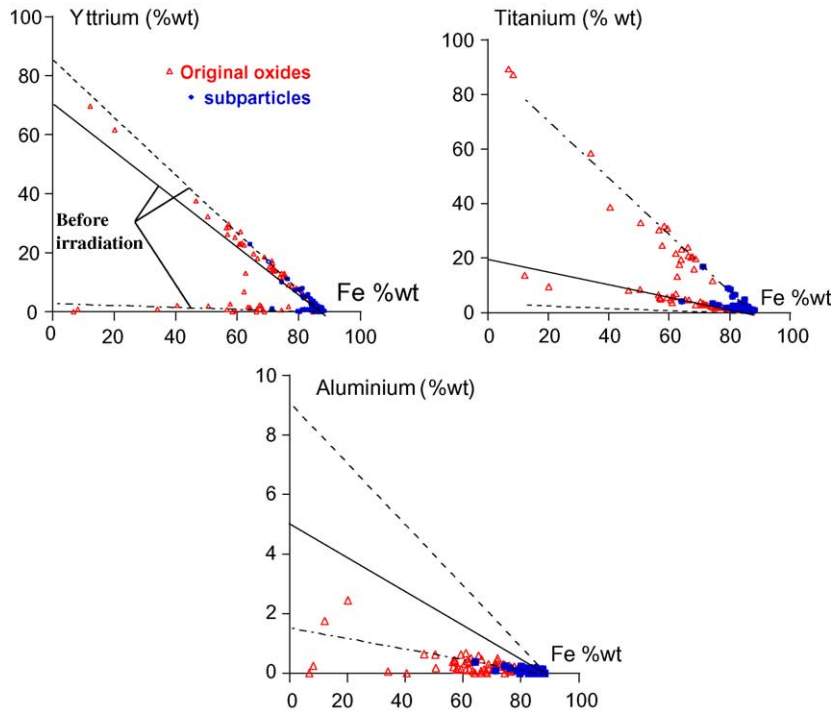 Yttrium (%wt)
100
80
60
40
20
0
Original oxides
subparticles
Before
irradiation
Fe %wt
0 20 40 60 80 100
Titanium (% wt)
100
80
60
40
20
0
Fe %wt
0 20 40 60 80 100
Aluminium (%wt)
10
8
6
4
2
0
Fe %wt
0 20 40 60 80 100